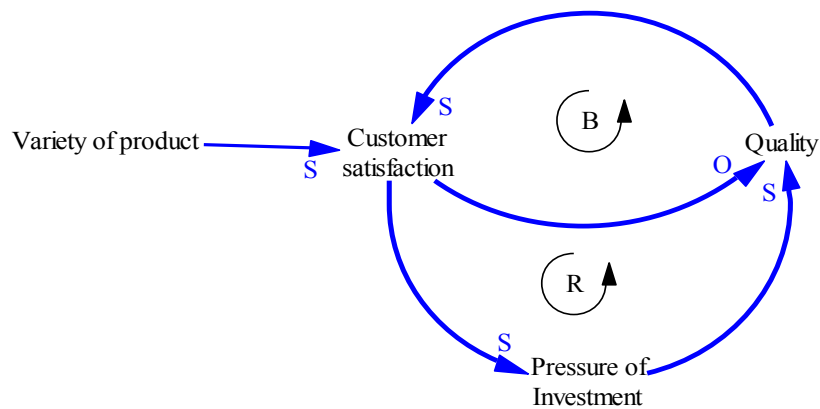 S
B
Variety of product
Customer
satisfaction
Quality
S
O
S
R
S
Pressure of
Investment